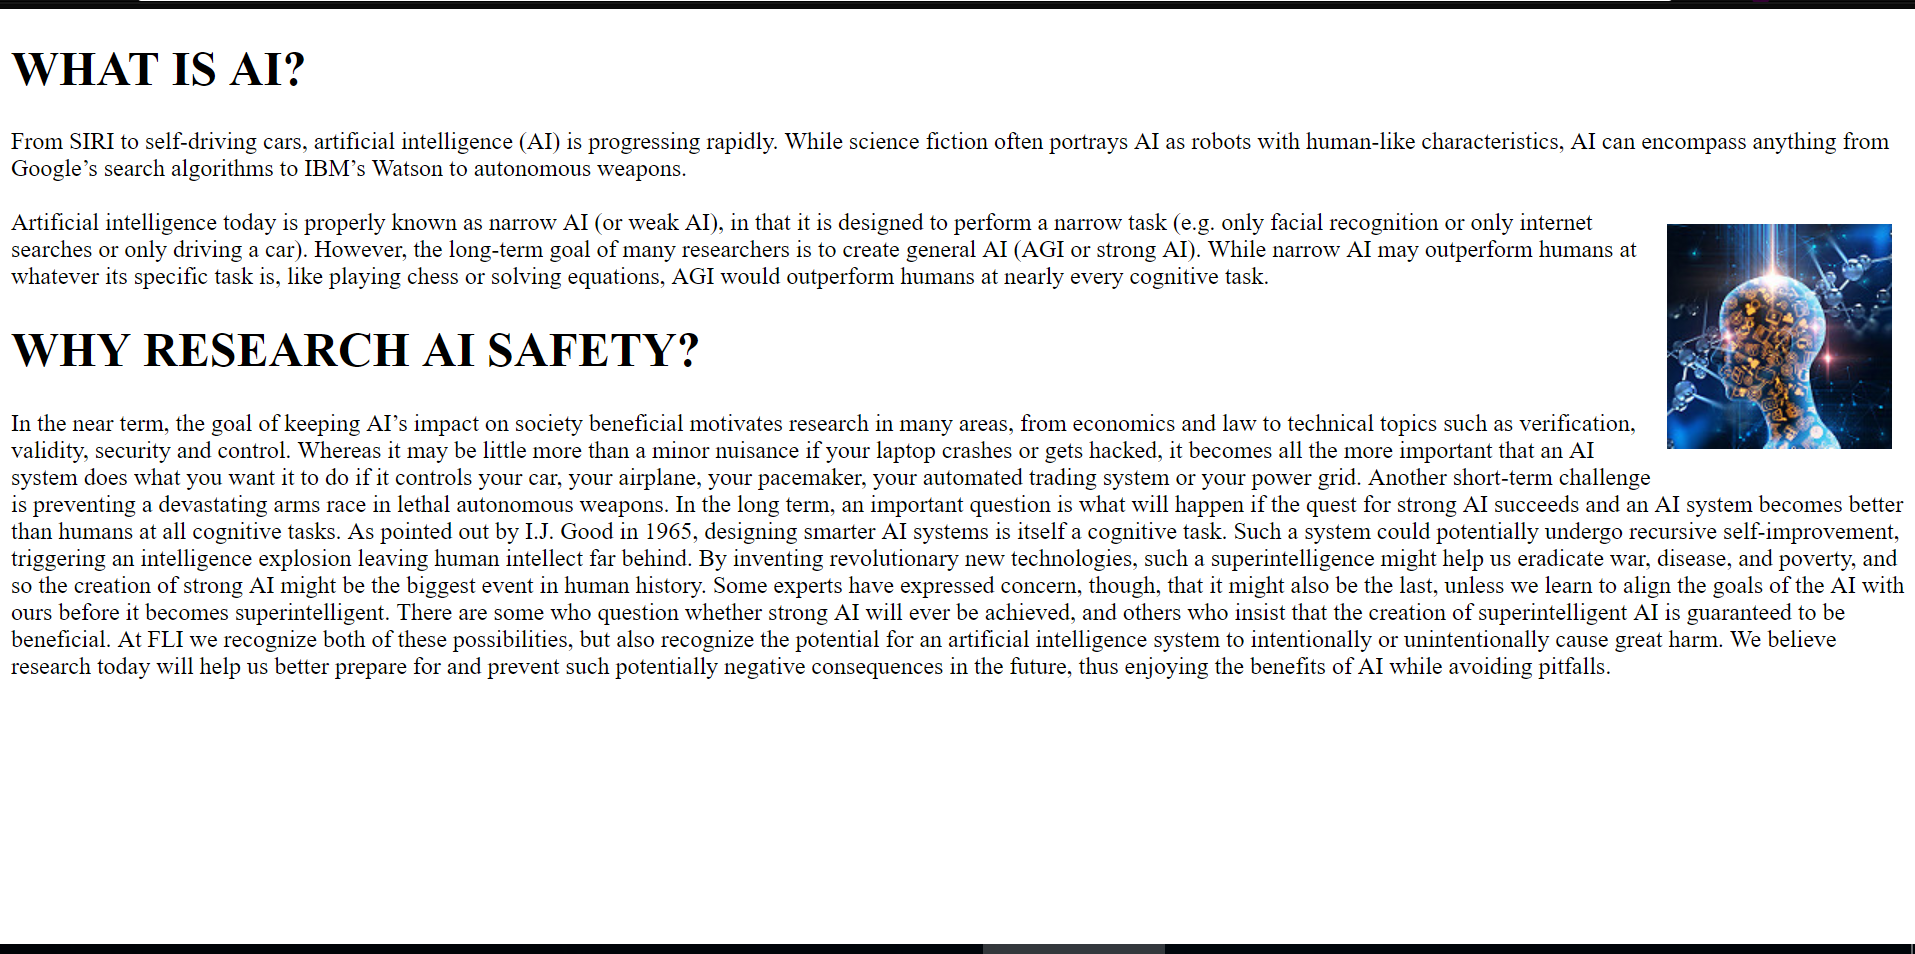 WHAT IS AI?
From SIRI to self-driving cars, artificial intelligence (AI) is progressing rapidly. While science fiction often portrays AI as robots with human-like characteristics, AI can encompass anything from
Google’s search algorithms to IBM’s Watson to autonomous weapons.
Artificial intelligence today is properly known as narrow AI (or weak AI), in that it is designed to perform a narrow task (e.g. only facial recognition or only internet
searches or only driving a car). However, the long-term goal of many researchers is to create general AI (AGI or strong AI). While narrow AI may outperform humans at
whatever its specific task is, like playing chess or solving equations, AGI would outperform humans at nearly every cognitive task.
WHY RESEARCH AI SAFETY?
In the near term, the goal of keeping AI’s impact on society beneficial motivates research in many areas, from economics and law to technical topics such as verification,
validity, security and control. Whereas it may be little more than a minor nuisance if your laptop crashes or gets hacked, it becomes all the more important that an AI
system does what you want it to do if it controls your car, your airplane, your pacemaker, your automated trading system or your power grid. Another short-term challenge
is preventing a devastating arms race in lethal autonomous weapons. In the long term, an important question is what will happen if the quest for strong AI succeeds and an AI system becomes better
than humans at all cognitive tasks. As pointed out by I.J. Good in 1965, designing smarter AI systems is itself a cognitive task. Such a system could potentially undergo recursive self-improvement,
triggering an intelligence explosion leaving human intellect far behind. By inventing revolutionary new technologies, such a superintelligence might help us eradicate war, disease, and poverty, and
so the creation of strong AI might be the biggest event in human history. Some experts have expressed concern, though, that it might also be the last, unless we learn to align the goals of the AI with
ours before it becomes superintelligent. There are some who question whether strong AI will ever be achieved, and others who insist that the creation of superintelligent AI is guaranteed to be
beneficial. At FLI we recognize both of these possibilities, but also recognize the potential for an artificial intelligence system to intentionally or unintentionally cause great harm. We believe
research today will help us better prepare for and prevent such potentially negative consequences in the future, thus enjoying the benefits of AI while avoiding pitfalls.